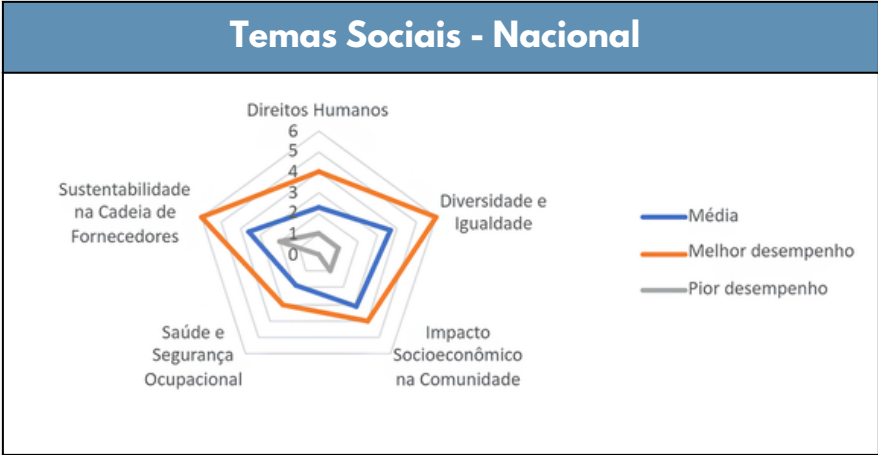 Temas Sociais - Nacional
Direitos Humanos
6
5
4
3
2
1
0
Sustentabilidade
na Cadeia de
Fornecedores
Diversidade e
Igualdade
Saúde e
Segurança
Ocupacional
Impacto
Socioeconômico
na Comunidade
Média
Melhor desempenho
Pior desempenho